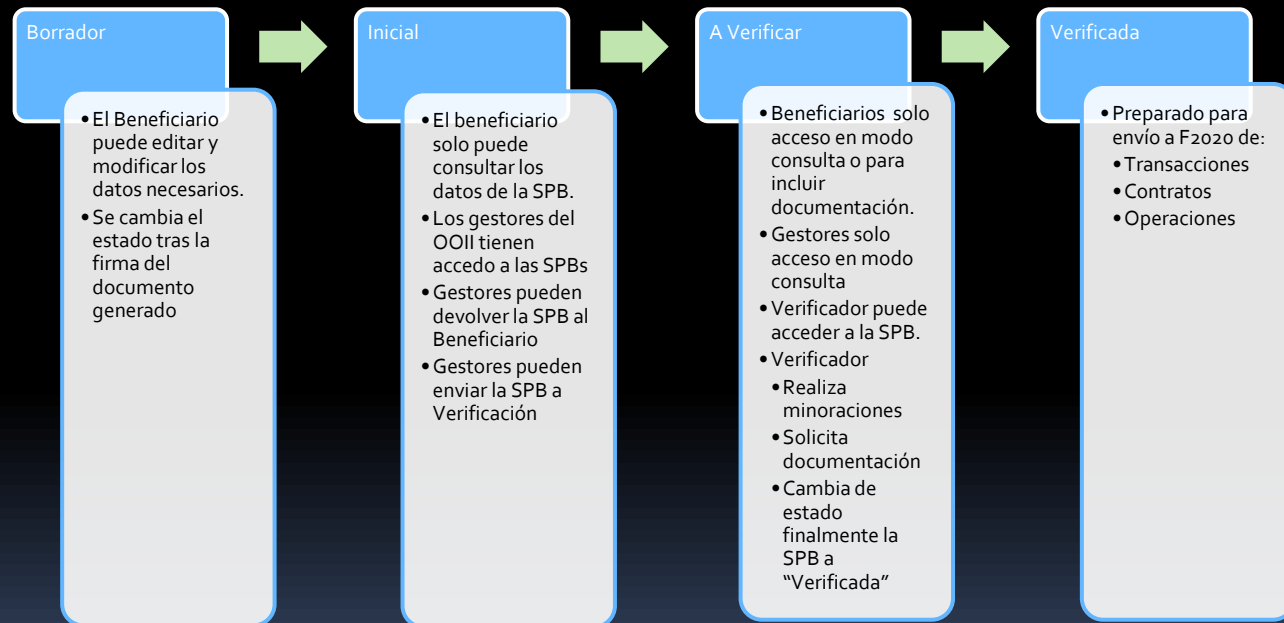 Borrador
• El Beneficiario
puede editar y
modificar los
datos necesarios.
• Se cambia el
estado tras la
firma del
documento
generado
Inicial
• El beneficiario
solo puede
consultar los
datos de la SPB.
• Los gestores del
OOII tienen
accedo a las SPBs
• Gestores pueden
devolver la SPB al
Beneficiario
• Gestores pueden
enviar la SPB a
Verificación
A Verificar
• Beneficiarios solo
acceso en modo
consulta o para
incluir
documentación.
• Gestores solo
acceso en modo
consulta
• Verificador puede
acceder a la SPB.
• Verificador
• Realiza
minoraciones
• Solicita
documentación
• Cambia de
estado
finalmente la
SPB a
“Verificada”
Verificada
• Preparado para
envío a F2020 de:
• Transacciones
• Contratos
• Operaciones